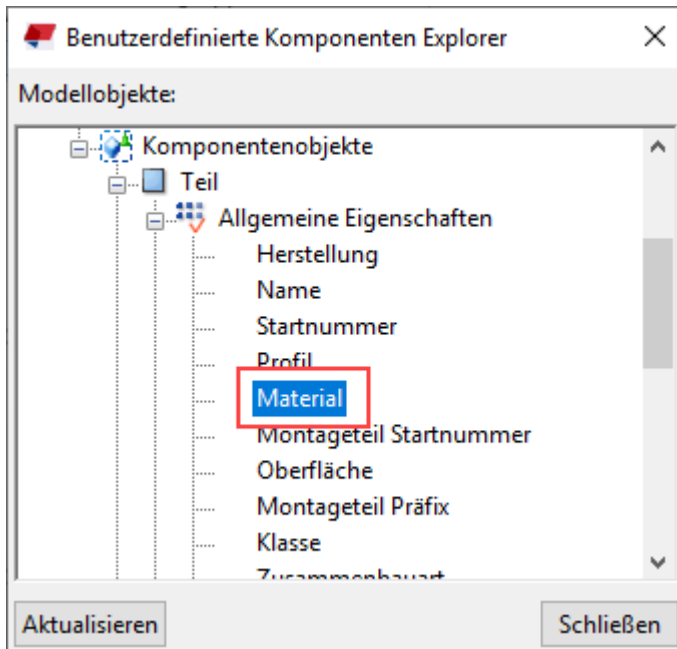 Benutzerdefinierte Komponenten Explorer
Modellobjekte:
Komponentenobjekte
Teil
Allgemeine Eigenschaften
Herstellung
Name
Startnummer
Profil
Material
Montageteil Startnummer
Oberfläche
Montageteil Präfix
Klasse
Zusammenbauart
Aktualisieren
Schließen